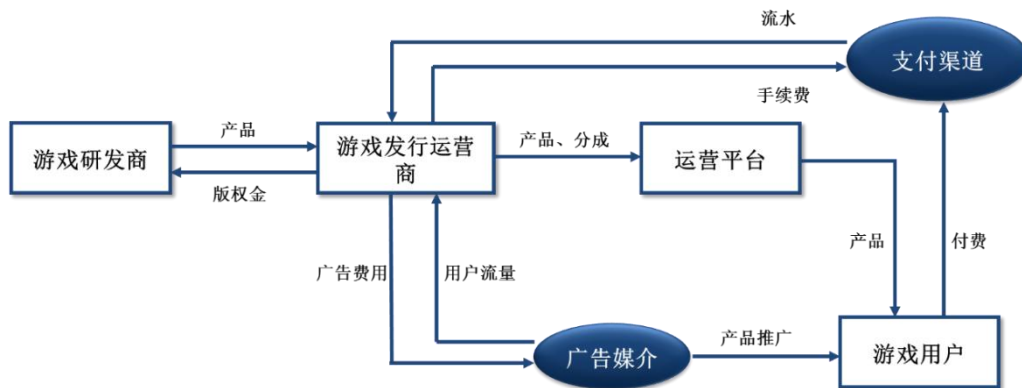 流水
支付渠道
手续费
产品
游戏发行运营
商
产品、分成
游戏研发商
运营平台
版权金
广告费用
用户流量
产品
付费
产品推广
广告媒介
游戏用户